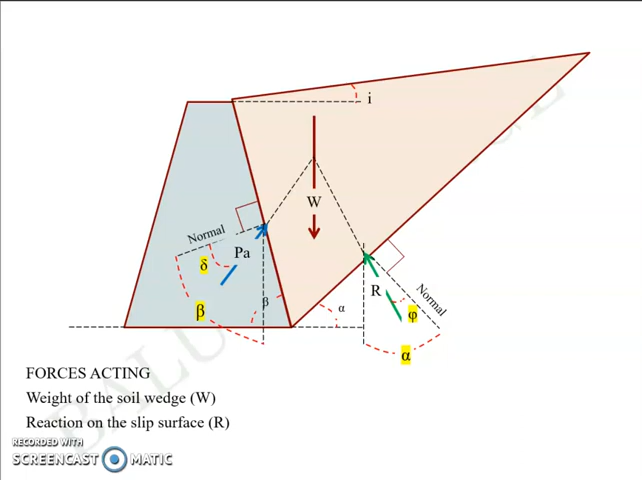 i
W
Normal
Pa
δ
β
β
α
R
Normal
φ
α
FORCES ACTING
Weight of the soil wedge (W)
Reaction on the slip surface (R)
RECORDED WITH
SCREENCAST MATIC